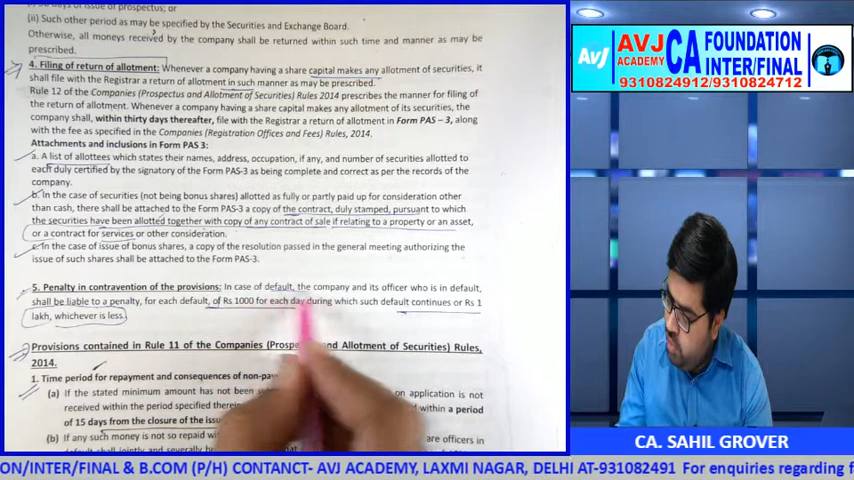 (i) 30 days of issue of prospectus; or
(ii) Such other period as may be specified by the Securities and Exchange Board.
Otherwise, all moneys received by the company shall be returned within such time and manner as may be
prescribed.
4. Filing of return of allotment: Whenever a company having a share capital makes any allotment of securities, it
shall file with the Registrar a return of allotment in such manner as may be prescribed.
Rule 12 of the Companies (Prospectus and Allotment of Securities) Rules 2014 prescribes the manner for filing of
the return of allotment. Whenever a company having a share capital makes any allotment of its securities, the
company shall, within thirty days thereafter, file with the Registrar a return of allotment in Form PAS – 3, along
with the fee as specified in the Companies (Registration Offices and Fees) Rules, 2014.
Attachments and inclusions in Form PAS 3:
a. A list of allottees which states their names, address, occupation, if any, and number of securities allotted to
each duly certified by the signatory of the Form PAS-3 as being complete and correct as per the records of the
company.
b. In the case of securities (not being bonus shares) allotted as fully or partly paid up for consideration other
than cash, there shall be attached to the Form PAS-3 a copy of the contract, duly stamped, pursuant to which
the securities have been allotted together with copy of any contract of sale if relating to a property or an asset,
or a contract for services or other consideration.
c. In the case of issue of bonus shares, a copy of the resolution passed in the general meeting authorizing the
issue of such shares shall be attached to the Form PAS-3.
5. Penalty in contravention of the provisions: In case of default, the company and its officer who is in default,
shall be liable to a penalty, for each default, of Rs 1000 for each day during which such default continues or Rs 1
lakh, whichever is less.
Provisions contained in Rule 11 of the Companies ( and Allotment of Securities) Rules,
2014.
1. Time period for repayment and consequences of
(a) If the stated minimum amount has not been on application is not
received within the period specified within a period
of 15 days from the closure of the
(b) If any such money is not so repaid are officers in
default shall jointly and severally
AVJ
AVJ
ACADEMY
CA
FOUNDATION
INTER/FINAL
9310824912/9310824712
CA. SAHIL GROVER
ON/INTER/FINAL & B.COM (P/H) CONTANCT- AVJ ACADEMY, LAXMI NAGAR, DELHI AT-931082491 For enquiries regarding f